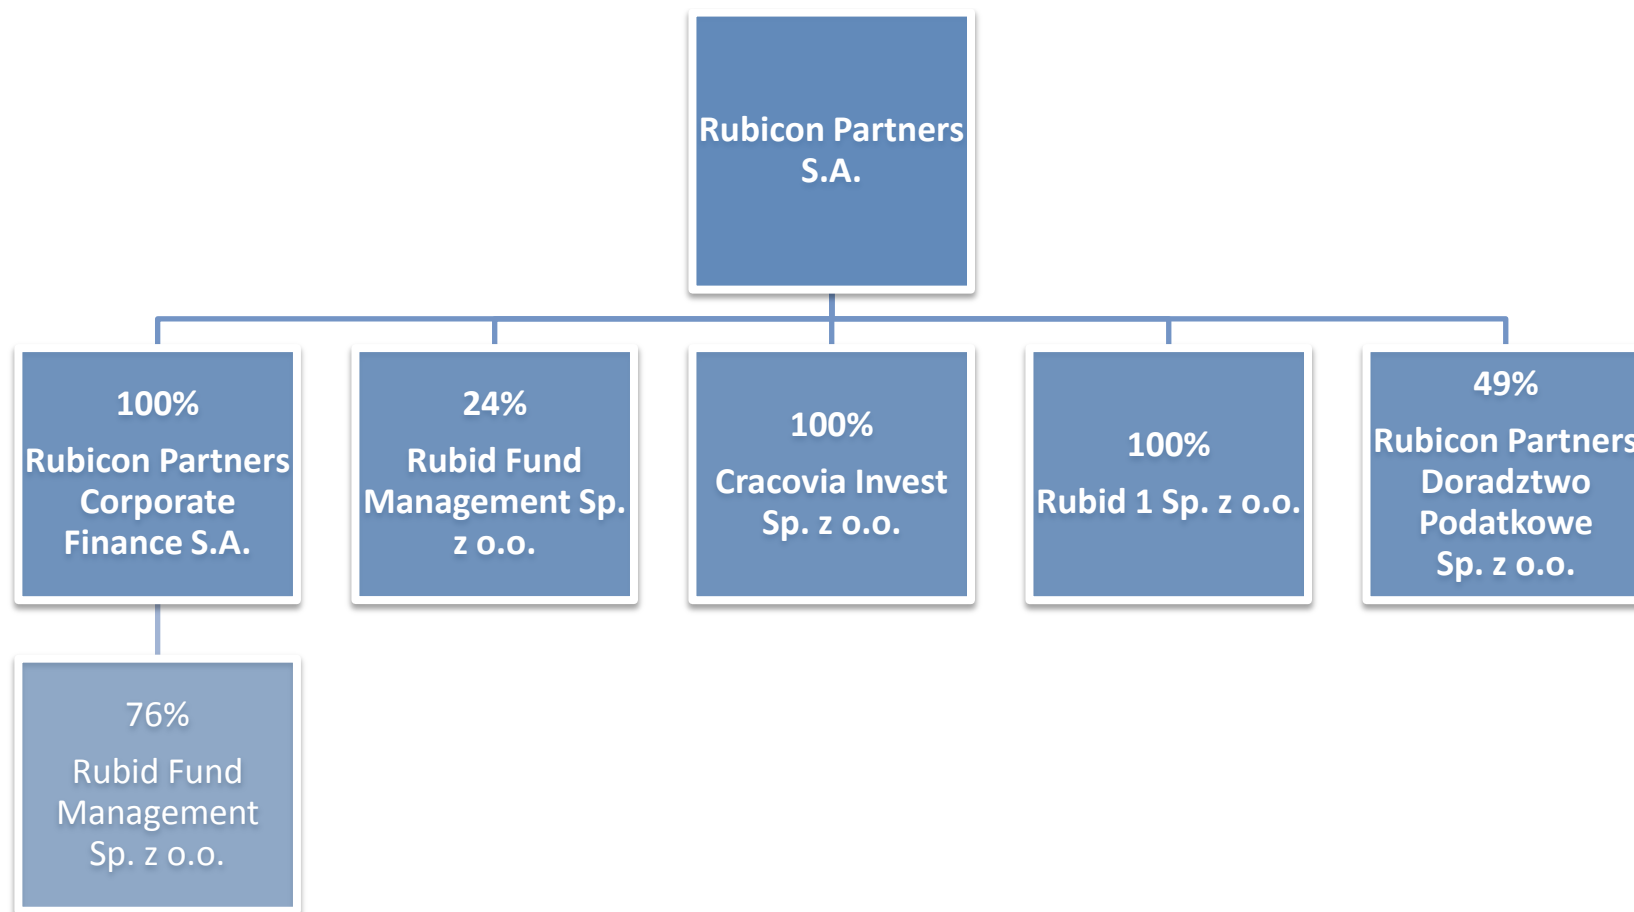 Rubicon Partners
S.A.
100%
Rubicon Partners
Corporate
Finance S.A.
24%
Rubid Fund
Management Sp.
z o.o.
100%
Cracovia Invest
Sp. z o.o.
100%
Rubid 1 Sp. z o.o.
49%
Rubicon Partners
Doradztwo
Podatkowe
Sp. z o.o.
76%
Rubid Fund
Management
Sp. z o.o.